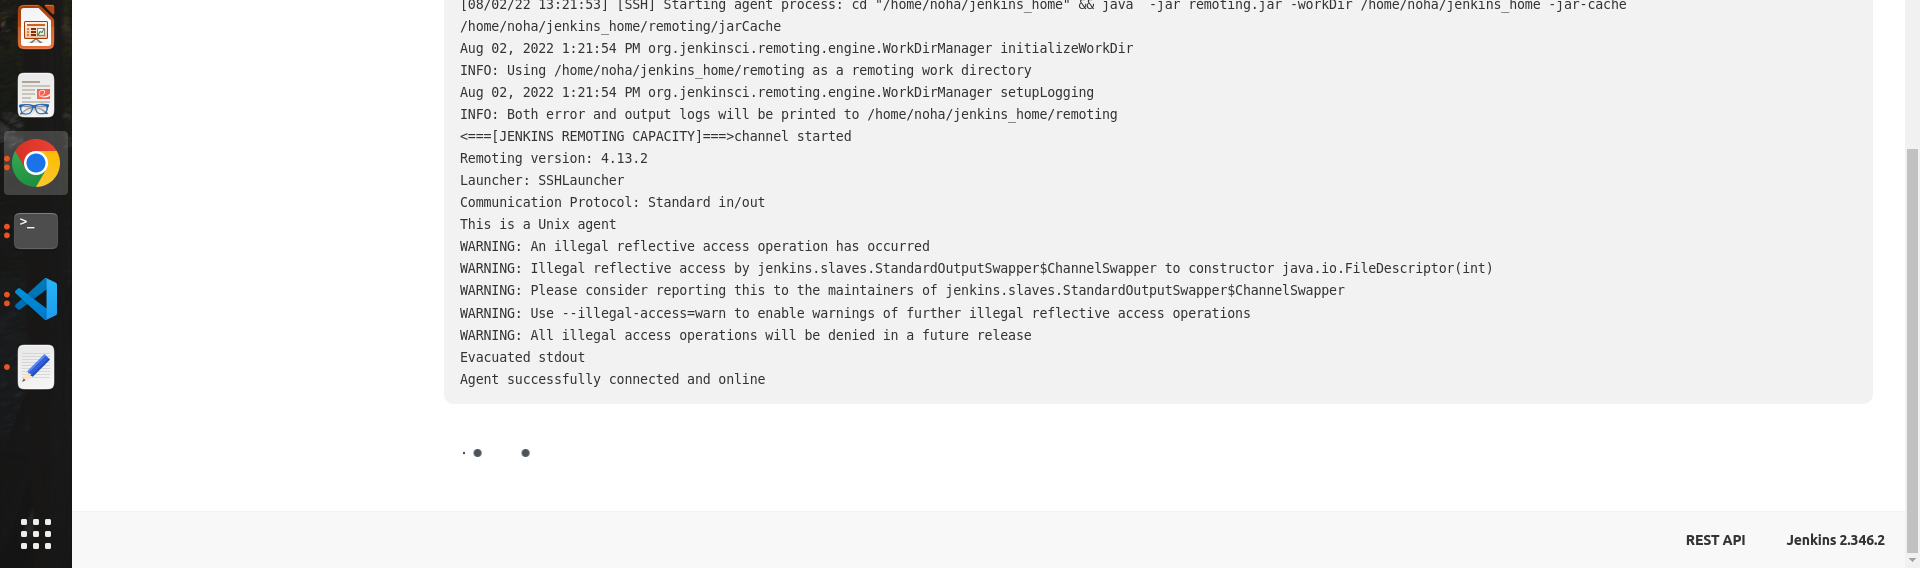 [08/02/22 13:21:53] [SSH] Starting agent process: cd "/home/noha/jenkins_home" && java  -jar remoting.jar -workDir /home/noha/jenkins_home -jar-cache
/home/noha/jenkins_home/remoting/jarCache
Aug 02, 2022 1:21:54 PM org.jenkinsci.remoting.engine.WorkDirManager initializeWorkDir
INFO: Using /home/noha/jenkins_home/remoting as a remoting work directory
Aug 02, 2022 1:21:54 PM org.jenkinsci.remoting.engine.WorkDirManager setupLogging
INFO: Both error and output logs will be printed to /home/noha/jenkins_home/remoting
<===[JENKINS REMOTING CAPACITY]===>channel started
Remoting version: 4.13.2
Launcher: SSHLauncher
Communication Protocol: Standard in/out
This is a Unix agent
WARNING: An illegal reflective access operation has occurred
WARNING: Illegal reflective access by jenkins.slaves.StandardOutputSwapper$ChannelSwapper to constructor java.io.FileDescriptor(int)
WARNING: Please consider reporting this to the maintainers of jenkins.slaves.StandardOutputSwapper$ChannelSwapper
WARNING: Use --illegal-access=warn to enable warnings of further illegal reflective access operations
WARNING: All illegal access operations will be denied in a future release
Evacuated stdout
Agent successfully connected and online
REST API Jenkins 2.346.2